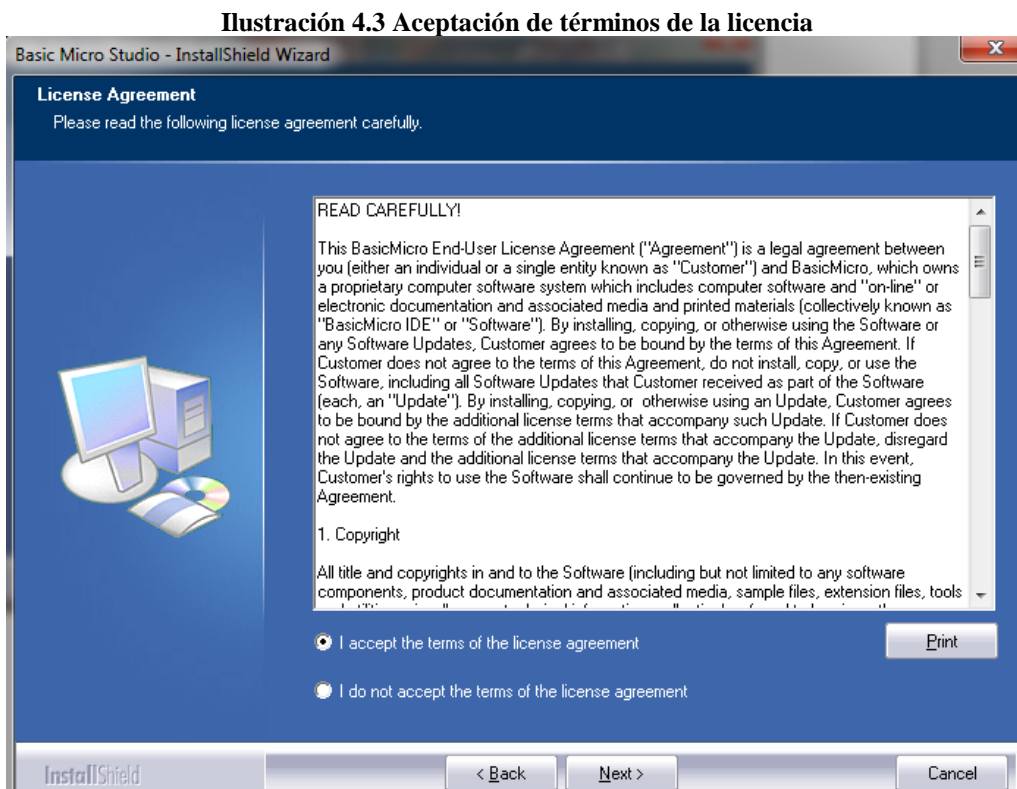 Ilustración 4.3 Aceptación de términos de la licencia
Basic Micro Studio - InstallShield Wizard
License Agreement
Please read the following license agreement carefully.
READ CAREFULLY!
This BasicMicro End-User License Agreement ("Agreement") is a legal agreement between
you (either an individual or a single entity known as "Customer") and BasicMicro, which owns
a proprietary computer software system which includes computer software and "on-line" or
electronic documentation and associated media and printed materials (collectively known as
"BasicMicro IDE" or "Software"). By installing, copying, or otherwise using the Software or
any Software Updates, Customer agrees to be bound by the terms of this Agreement. If
Customer does not agree to the terms of this Agreement, do not install, copy, or use the
Software, including all Software Updates that Customer received as part of the Software
(each, an "Update"). By installing, copying, or otherwise using an Update, Customer agrees
to be bound by the additional license terms that accompany such Update. If Customer does
not agree to the terms of the additional license terms that accompany the Update, disregard
the Update and the additional license terms that accompany the Update. In this event,
Customer's rights to use the Software shall continue to be governed by the then-existing
Agreement.
1. Copyright
All title and copyrights in and to the Software (including but not limited to any software
components, product documentation and associated media, sample files, extension files, tools
I accept the terms of the license agreement
Print
I do not accept the terms of the license agreement
InstallShield
< Back
Next >
Cancel